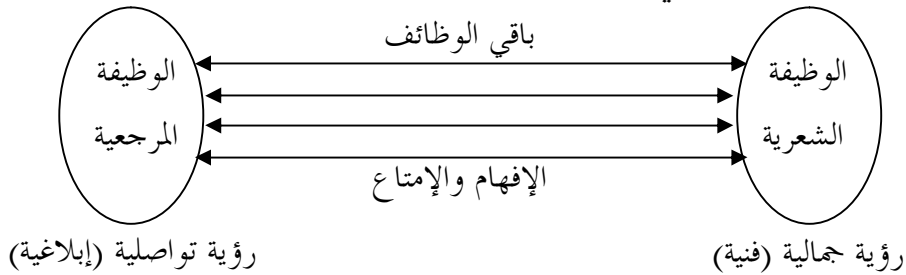 باقي الوظائف
الوظيفة
الشعرية
الوظيفة
المرجعية
الإفهام والإمتاع
رؤية جمالية (فنية)
رؤية تواصلية (إبلاغية)